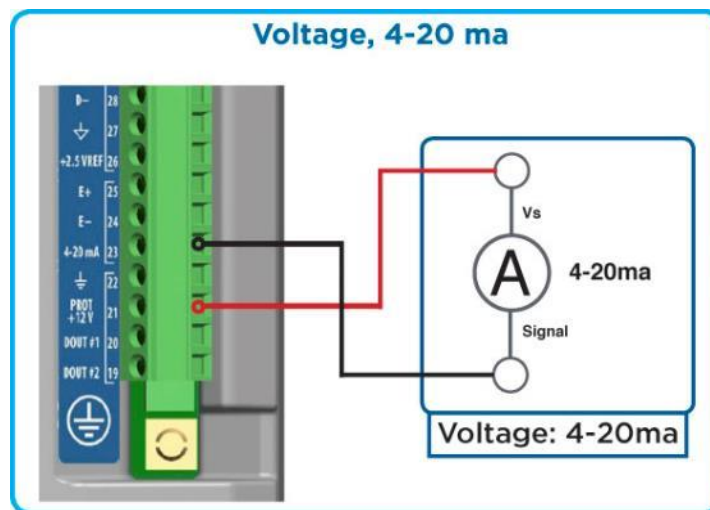 Voltage, 4-20 ma
D- 28
27
+2.5 VREF 26
E+ 25
E- 24
4-20 mA 23
22
PROT
+12 V 21
DOUT #1 20
DOUT #2 19
Vs
A 4-20ma
Signal
Voltage: 4-20ma